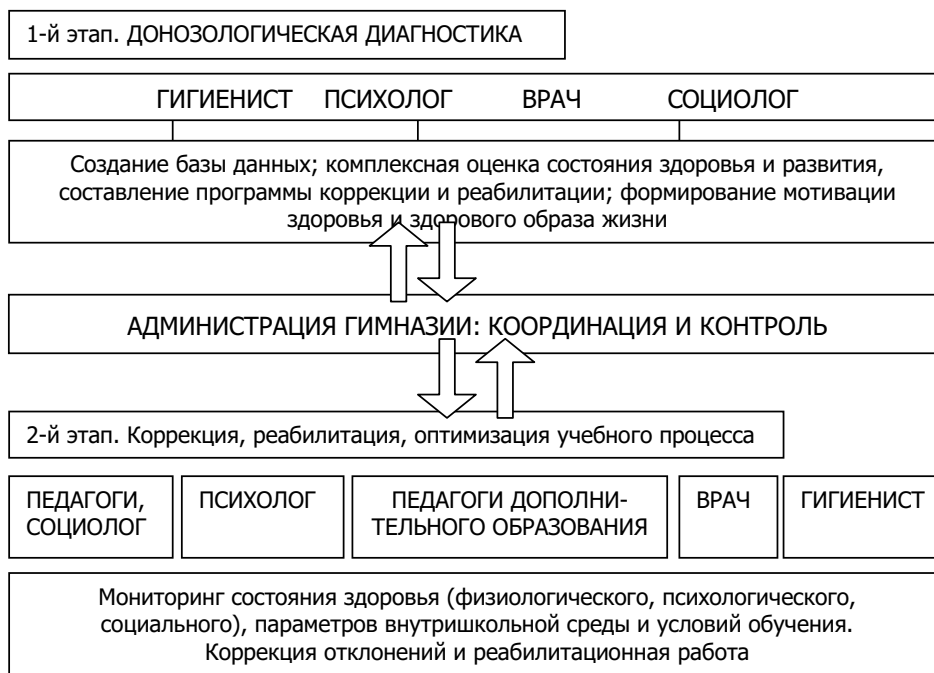 1-й этап. ДОНОЗОЛОГИЧЕСКАЯ ДИАГНОСТИКА
ГИГИЕНИСТ ПСИХОЛОГ ВРАЧ СОЦИОЛОГ
Создание базы данных; комплексная оценка состояния здоровья и развития,
составление программы коррекции и реабилитации; формирование мотивации
здоровья и здорового образа жизни
АДМИНИСТРАЦИЯ ГИМНАЗИИ: КООРДИНАЦИЯ И КОНТРОЛЬ
2-й этап. Коррекция, реабилитация, оптимизация учебного процесса
ПЕДАГОГИ,
СОЦИОЛОГ
ПСИХОЛОГ
ПЕДАГОГИ ДОПОЛНИ-
ТЕЛЬНОГО ОБРАЗОВАНИЯ
ВРАЧ
ГИГИЕНИСТ
Мониторинг состояния здоровья (физиологического, психологического,
социального), параметров внутришкольной среды и условий обучения.
Коррекция отклонений и реабилитационная работа